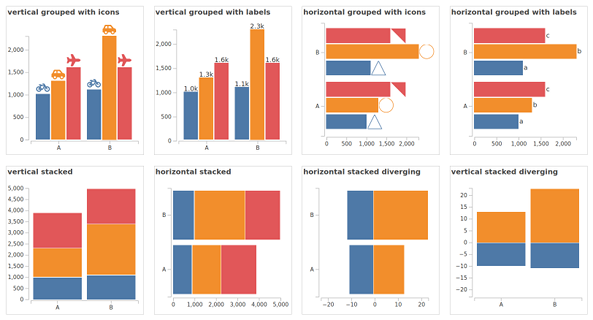 vertical grouped with icons
2,000
1,500
1,000
500
0
A
B
vertical grouped with labels
2,000
1,500
1,000
500
0
1.0k
1.3k
1.6k
1.1k
2.3k
1.6k
A
B
horizontal grouped with icons
B
A
0 500 1,000 1,500 2,000
horizontal grouped with labels
c
b
B
a
c
b
A
a
0 500 1,000 1,500 2,000
vertical stacked
5,000
4,500
4,000
3,500
3,000
2,500
2,000
1,500
1,000
500
0
A
B
horizontal stacked
B
A
0 1,000 2,000 3,000 4,000 5,000
horizontal stacked diverging
B
A
−20 −10 0 10 20
vertical stacked diverging
20
15
10
5
0
−5
−10
−15
−20
A
B